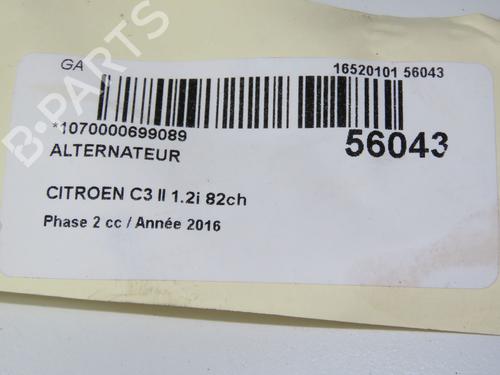 GA
16520101 56043
*1070000699089
56043
ALTERNATEUR
CITROEN C3 II 1.2i 82ch
Phase 2 cc / Année 2016
B-PARTS